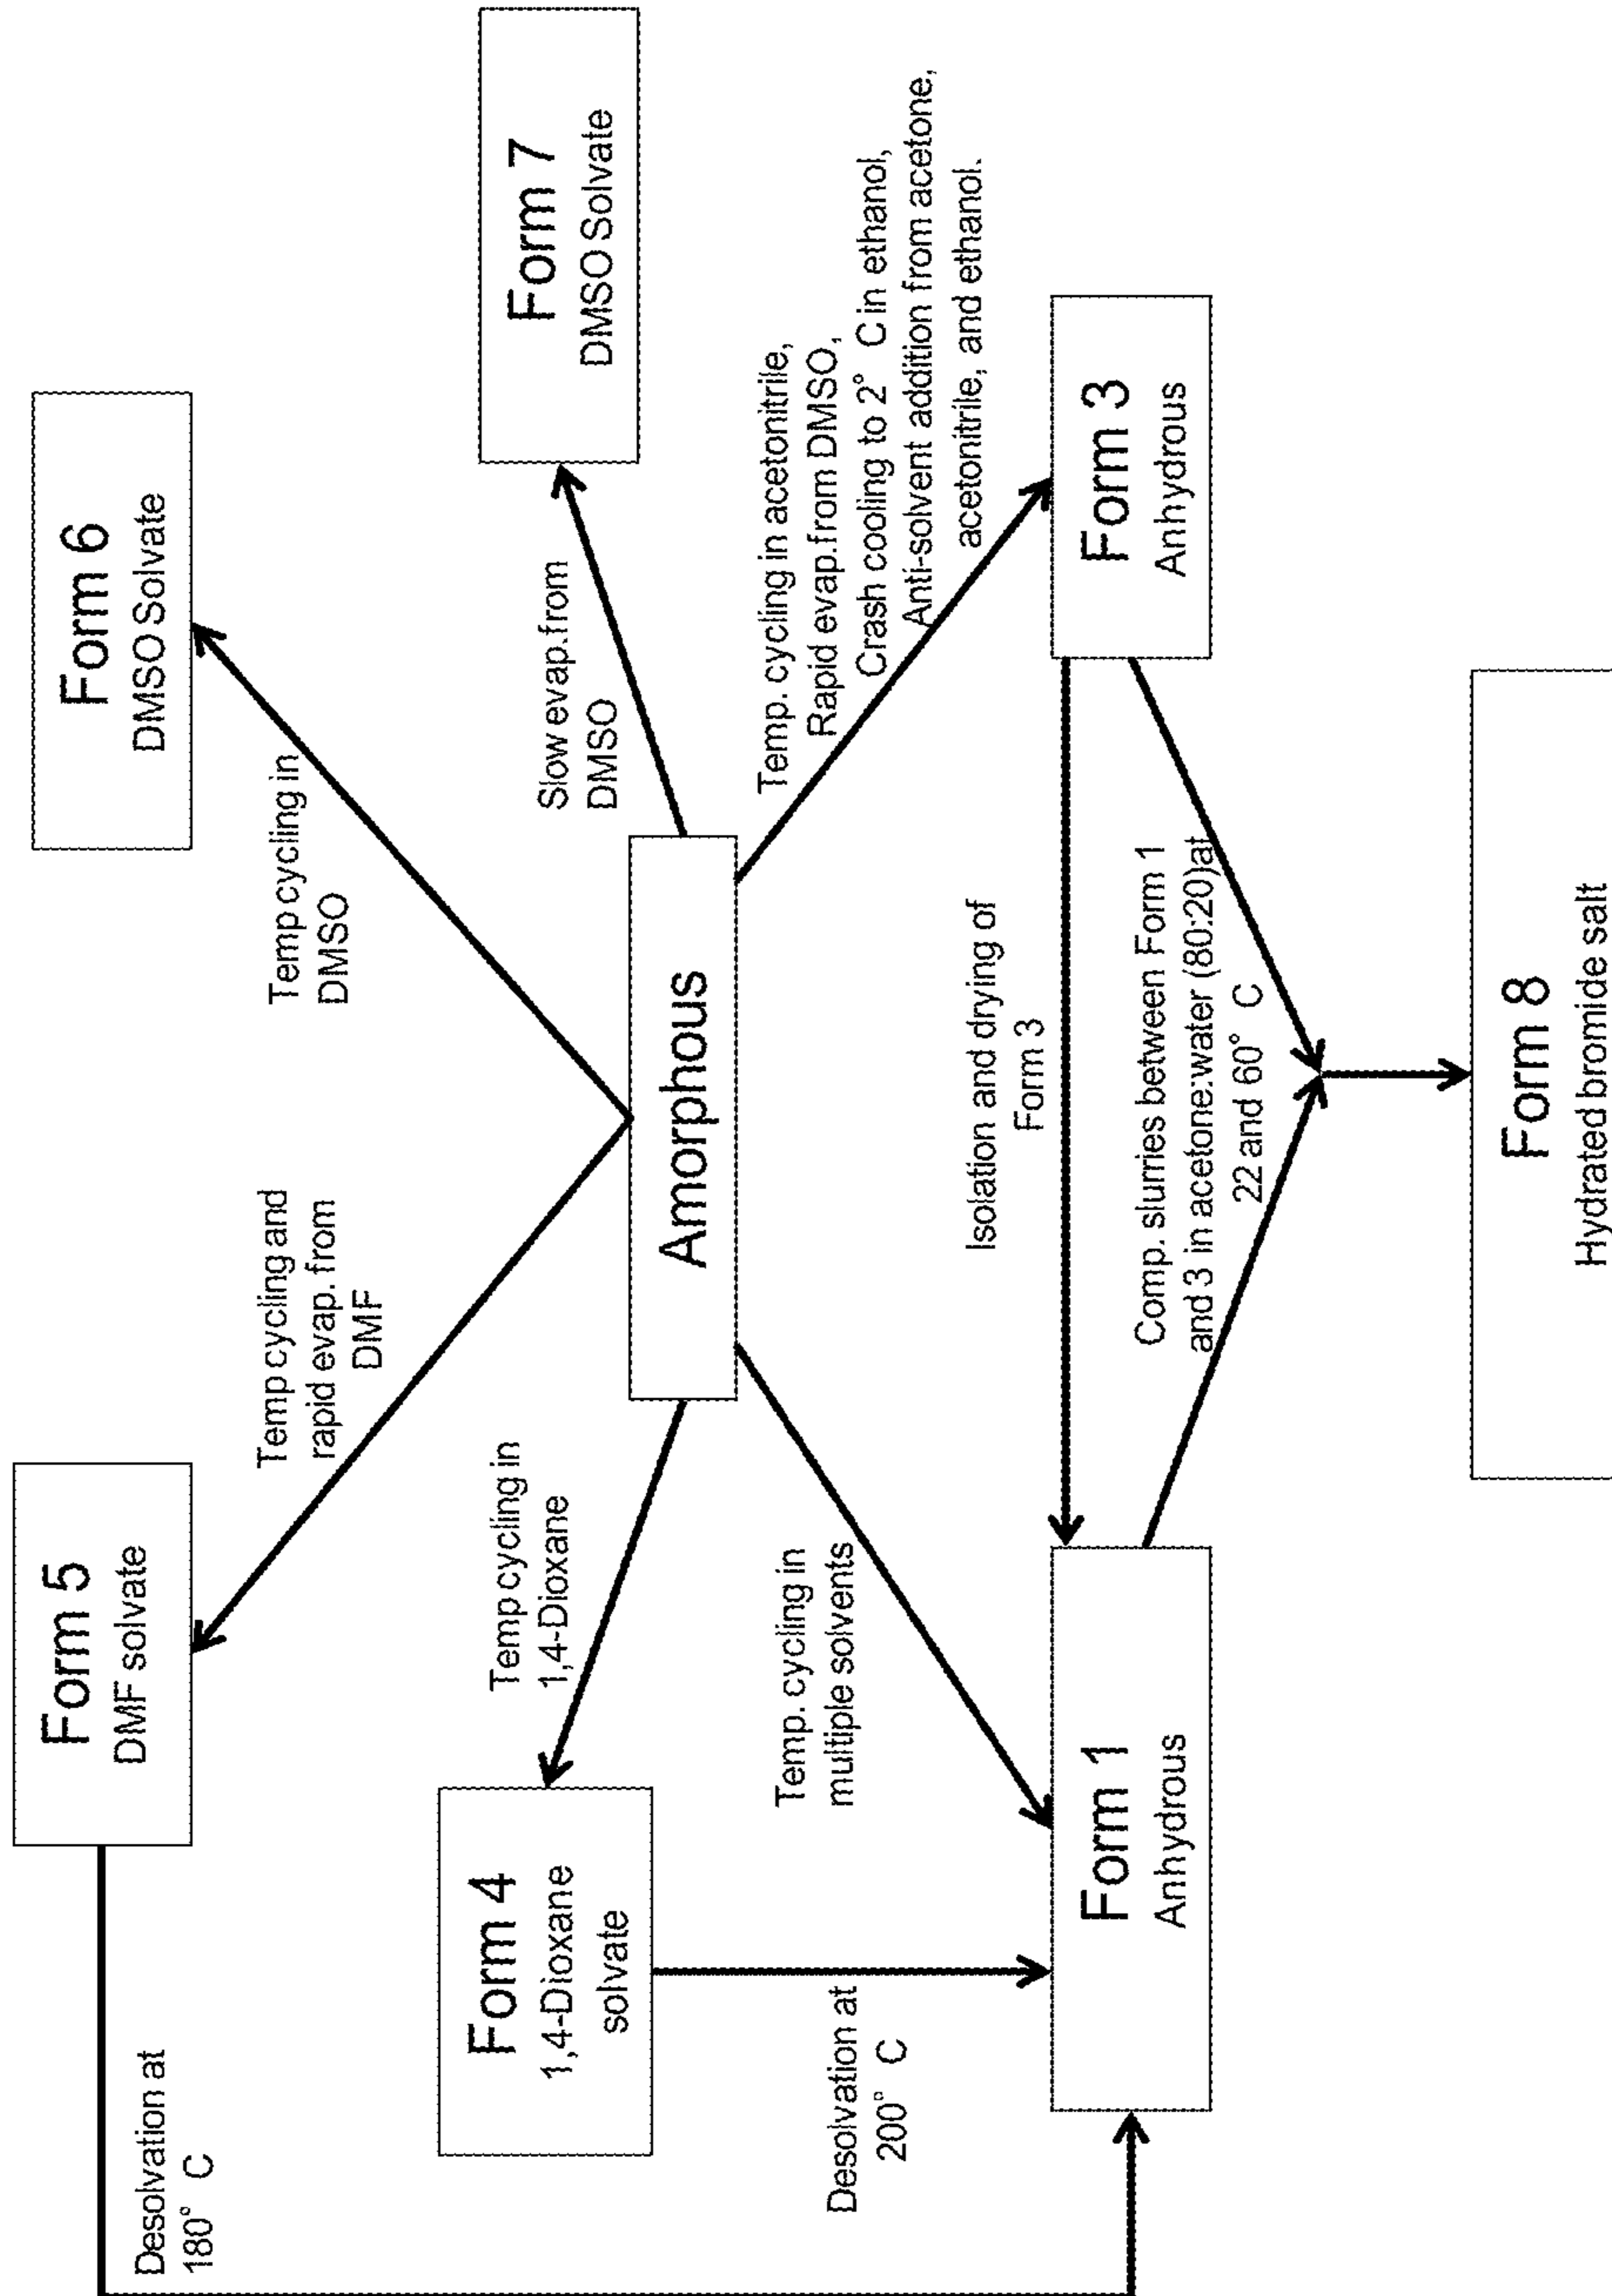 Form 5
DMF solvate
Form 6
DMSO Solvate
Desolvation at
180° C
Temp cycling and
rapid evap. from
DMF
Temp cycling in
DMSO
Form 4
1,4-Dioxane
solvate
Temp cycling in
1,4-Dioxane
Slow evap.from
DMSO
Form 7
DMSO Solvate
Amorphous
Desolvation at
200° C
Temp. cycling in
multiple solvents
Temp. cycling in acetonitrile,
Rapid evap.from DMSO,
Crash cooling to 2° C in ethanol,
Anti-solvent addition from acetone,
acetonitrile, and ethanol.
Isolation and drying of
Form 3
Form 1
Anhydrous
Form 3
Anhydrous
Comp. slurries between Form 1
and 3 in acetone:water (80:20)at
22 and 60° C
Form 8
Hydrated bromide salt